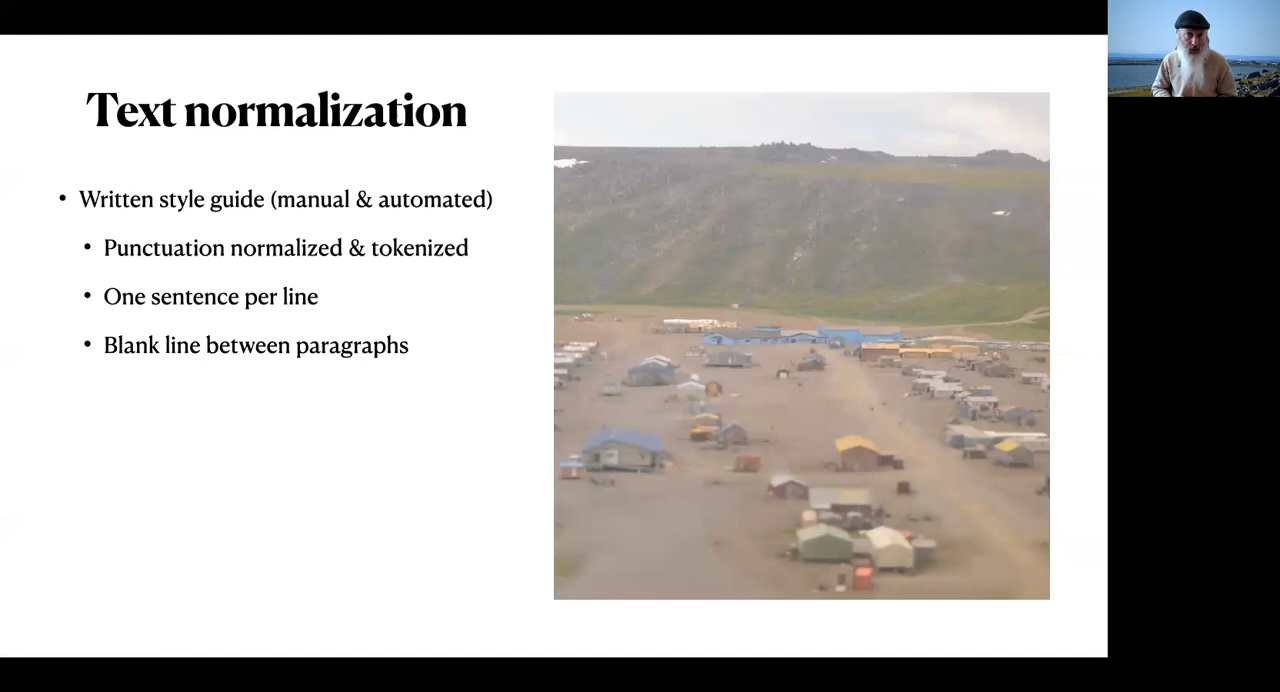 Text normalization
• Written style guide (manual & automated)
• Punctuation normalized & tokenized
• One sentence per line
• Blank line between paragraphs